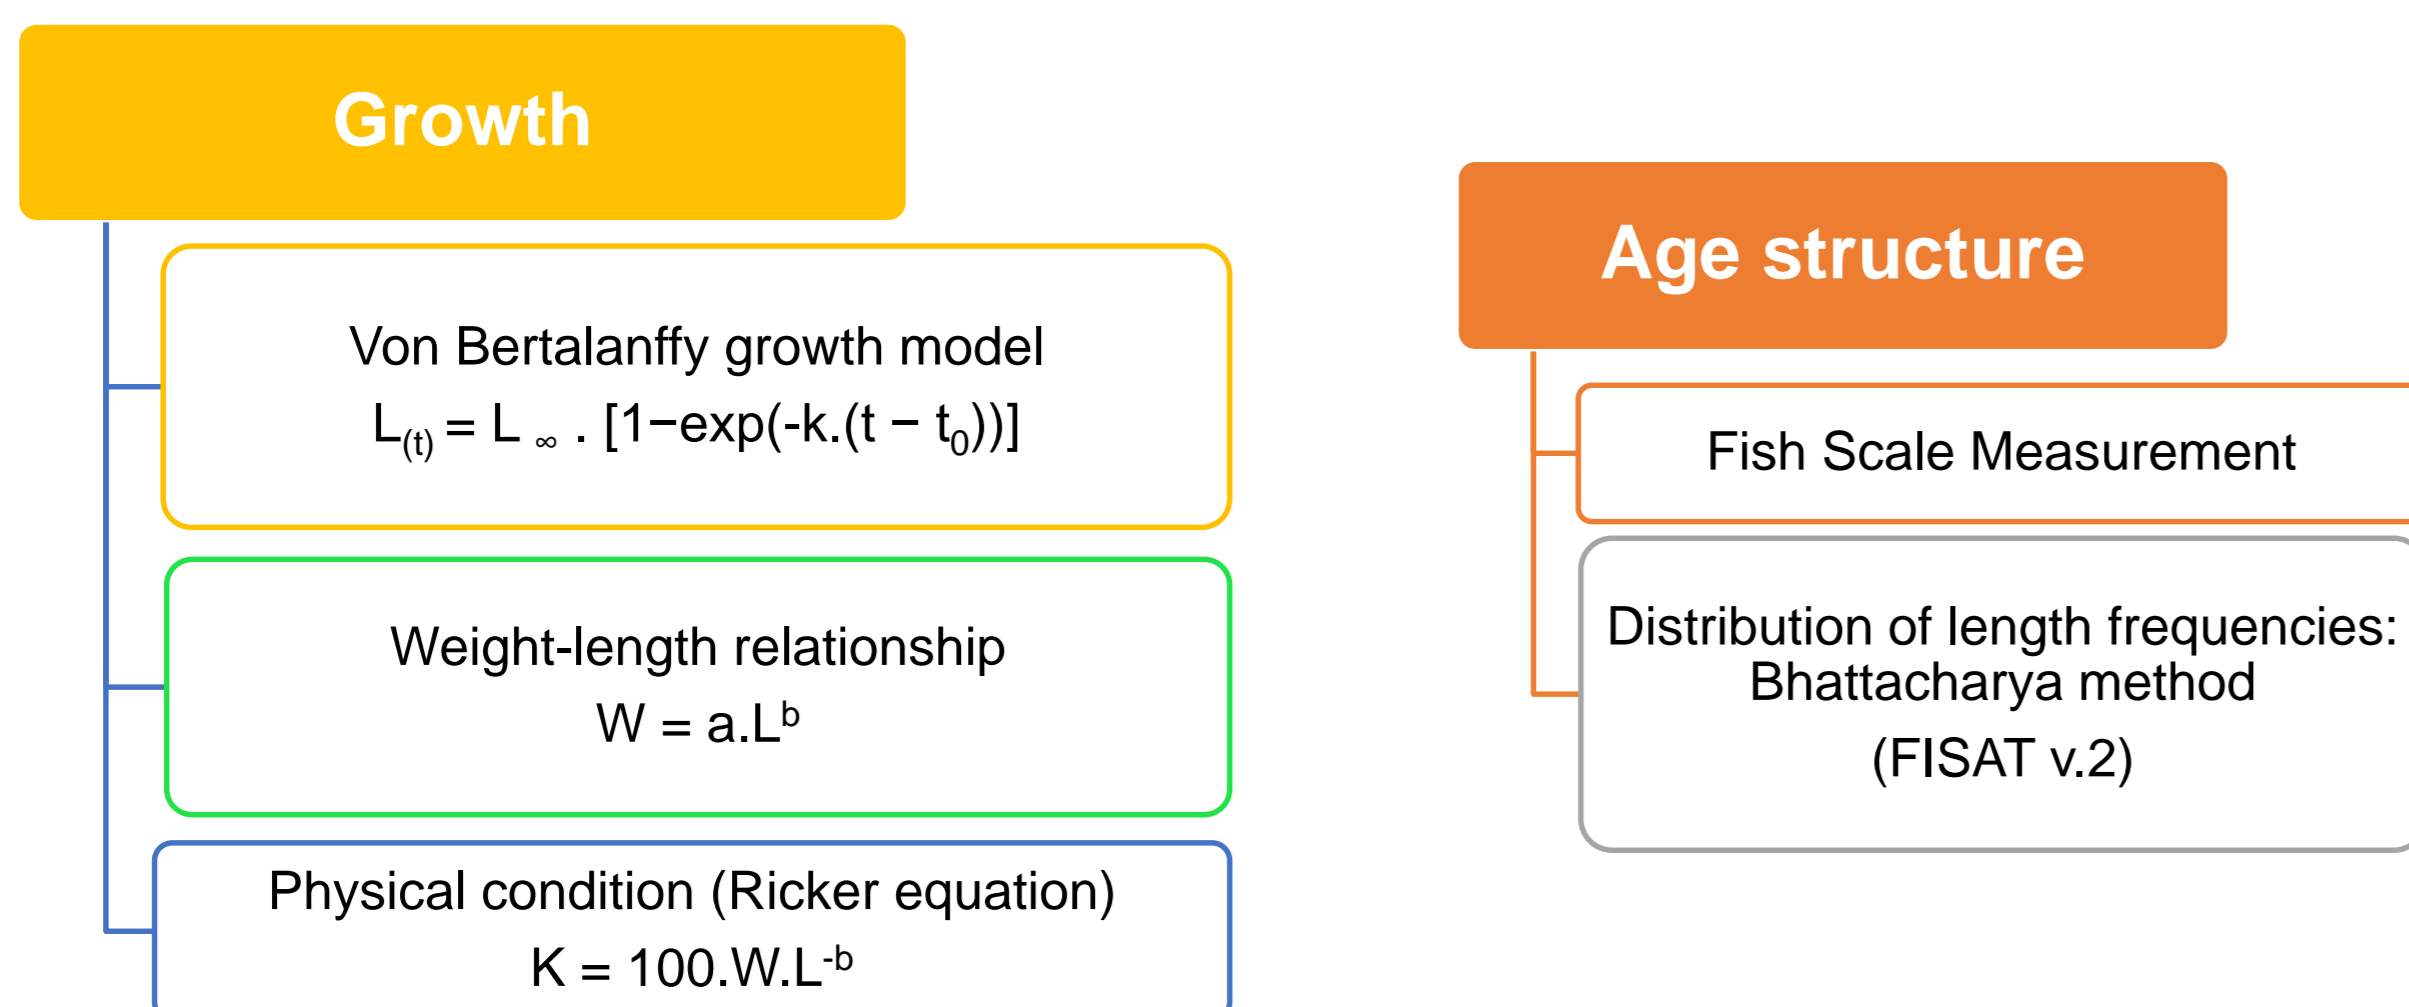 Growth
Von Bertalanffy growth model
L₍ₜ₎ = L ∞ . [1−exp(-k.(t − t₀))]
Weight-length relationship
W = a.Lᵇ
Physical condition (Ricker equation)
K = 100.W.L⁻ᵇ
Age structure
Fish Scale Measurement
Distribution of length frequencies:
Bhattacharya method
(FISAT v.2)